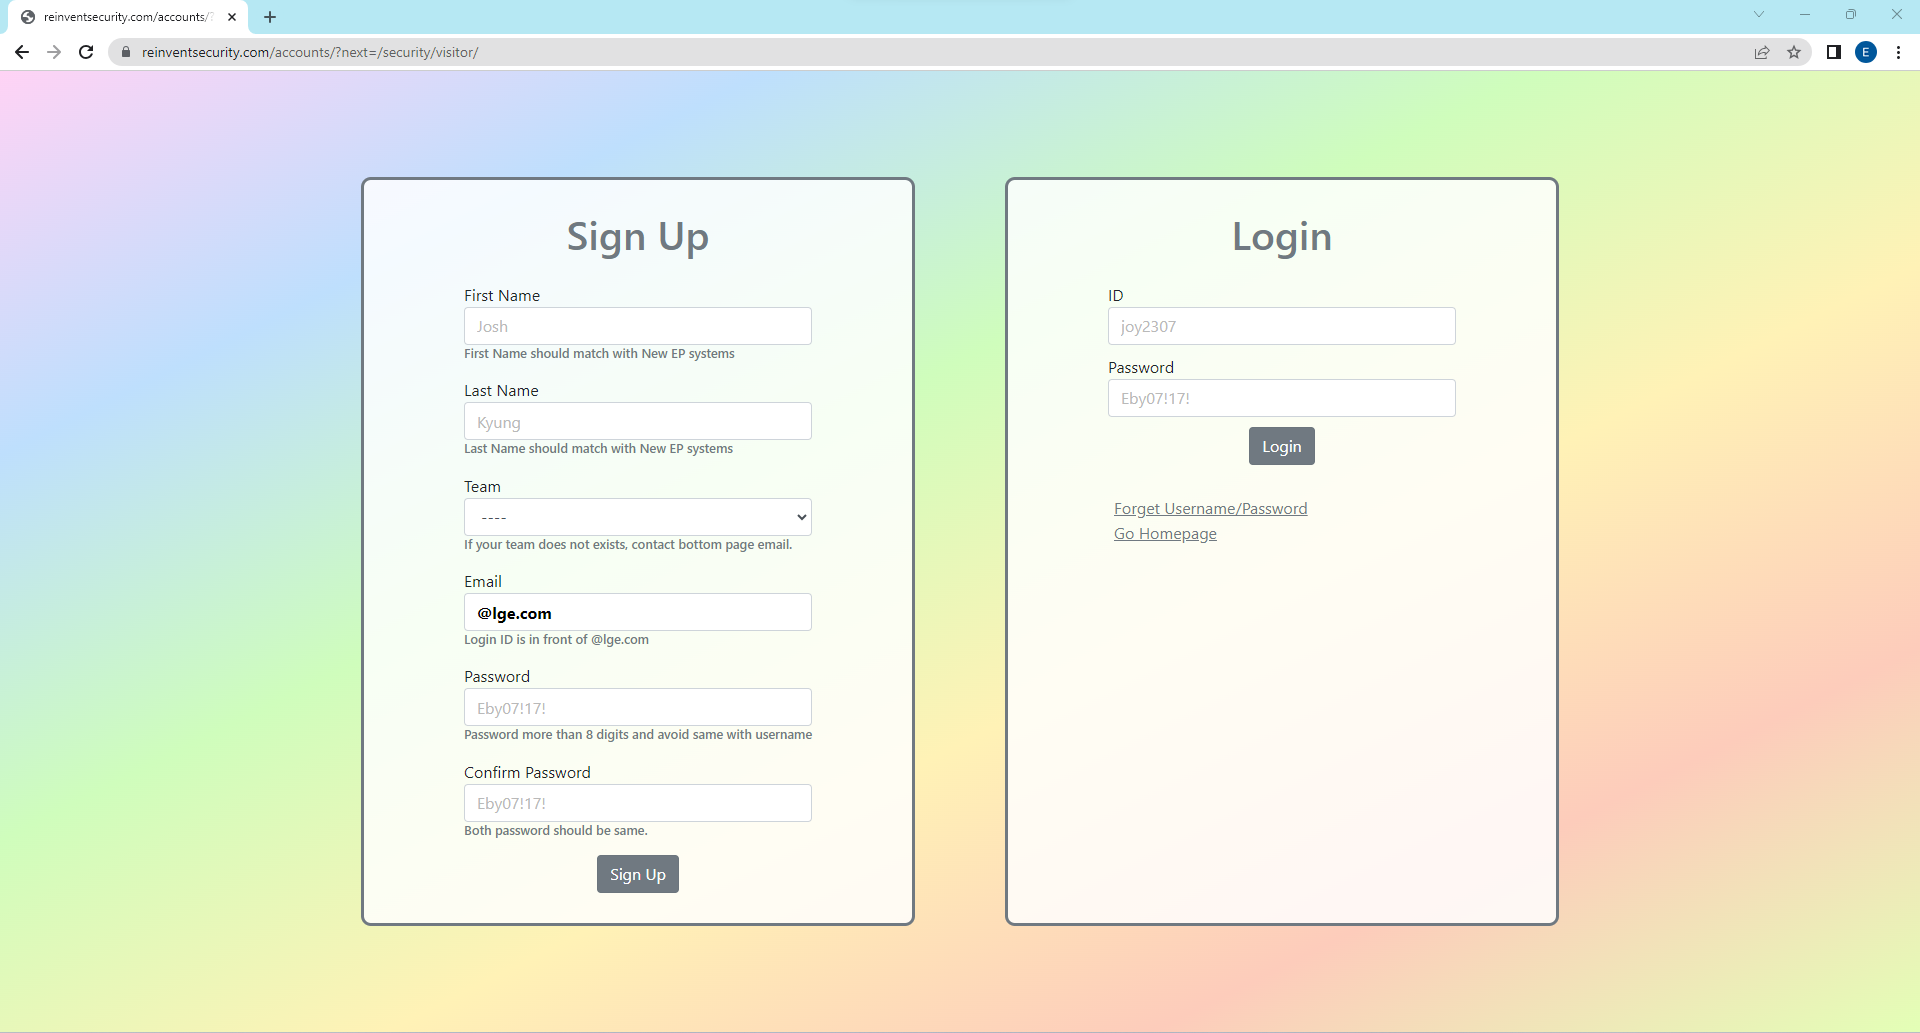 reinventsecurity.com/accounts/?
reinventsecurity.com/accounts/?next=/security/visitor/
E
Sign Up
First Name
Josh
First Name should match with New EP systems
Last Name
Kyung
Last Name should match with New EP systems
Team
----
If your team does not exists, contact bottom page email.
Email
@lge.com
Login ID is in front of @lge.com
Password
Eby07!17!
Password more than 8 digits and avoid same with username
Confirm Password
Eby07!17!
Both password should be same.
Sign Up
Login
ID
joy2307
Password
Eby07!17!
Login
Forget Username/Password
Go Homepage